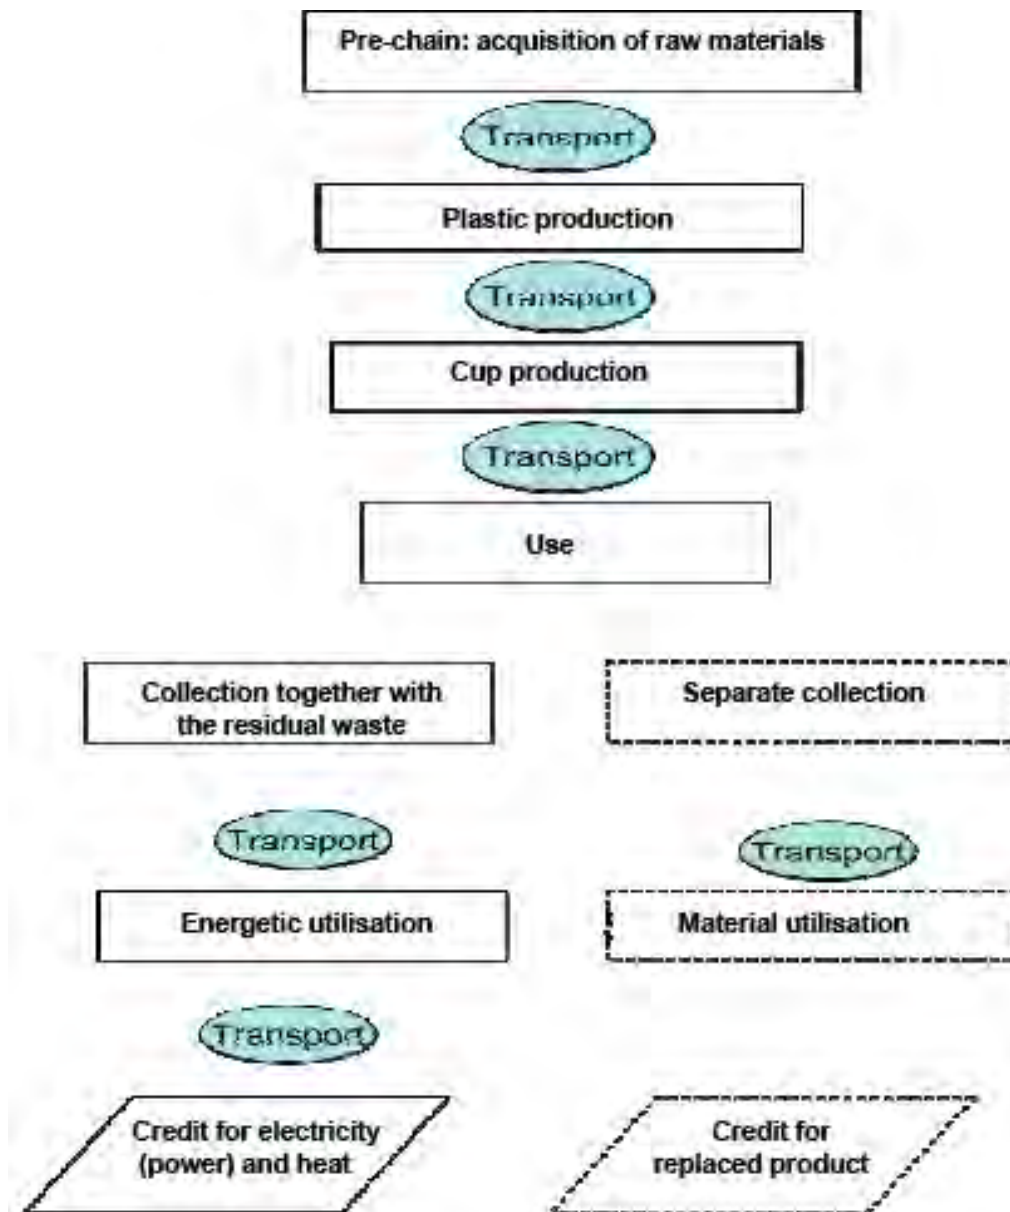 Pre-chain: acquisition of raw materials
Transport
Plastic production
Transport
Cup production
Transport
Use
Collection together with
the residual waste
Separate collection
Transport
Transport
Energetic utilisation
Material utilisation
Transport
Credit for electricity
(power) and heat
Credit for
replaced product